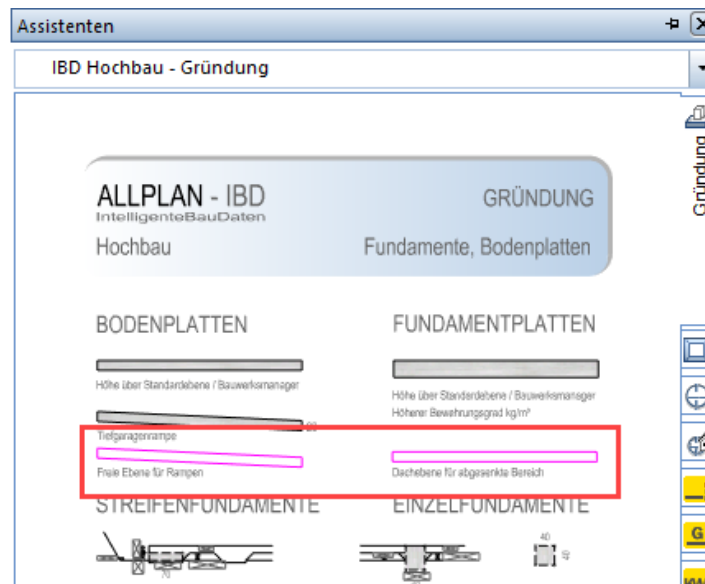 Assistenten
IBD Hochbau - Gründung
Gründung
ALLPLAN - IBD
IntelligenteBauDaten
GRÜNDUNG
Hochbau
Fundamente, Bodenplatten
BODENPLATTEN
FUNDAMENTPLATTEN
Höhe über Standardebene / Bauwerksmanager
Höhe über Standardebene / Bauwerksmanager
Höherer Bewehrungsgrad kg/m³
Tiefgaragenrampe
Freie Ebene für Rampen
Dachebene für abgesenkte Bereich
STREIFENFUNDAMENTE
EINZELFUNDAMENTE
40
G